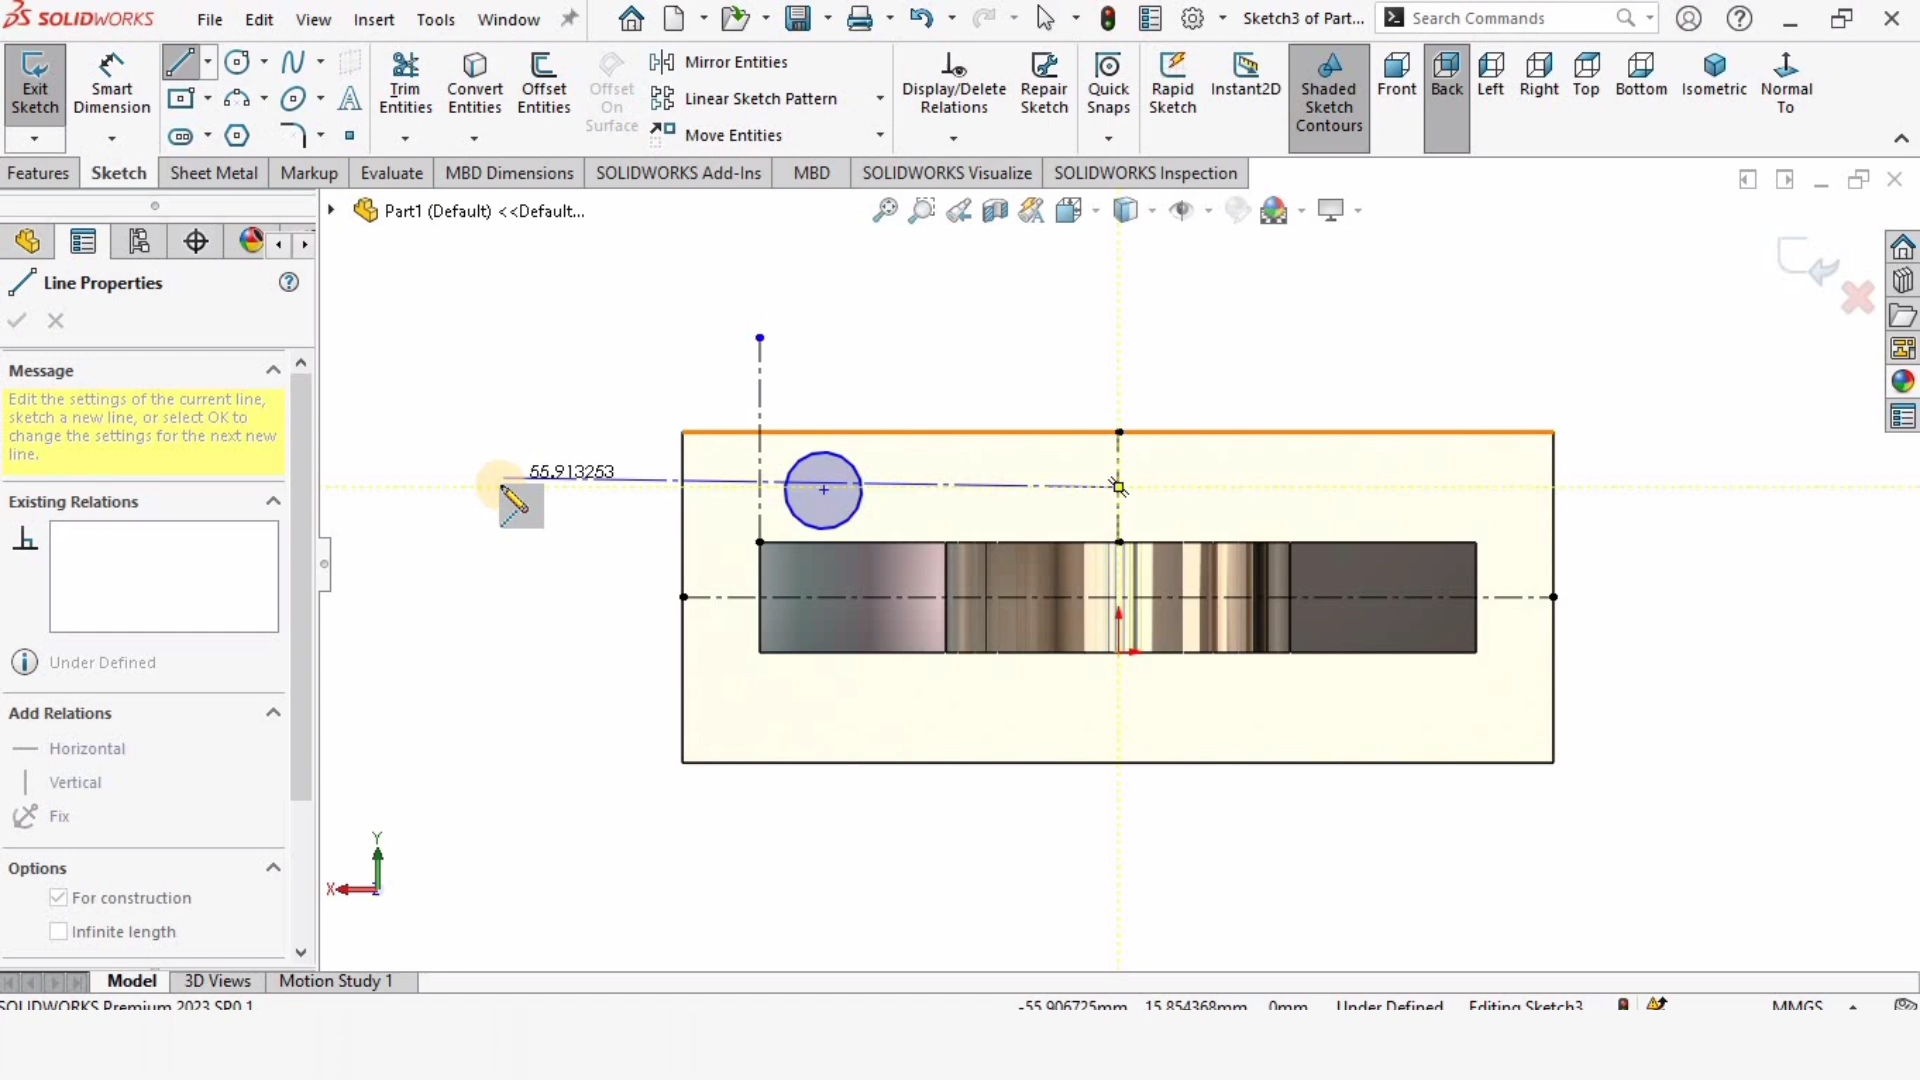 SOLIDWORKS
File Edit View Insert Tools Window
Sketch3 of Part...
Search Commands
Exit Sketch
Smart Dimension
Trim Entities
Convert Entities
Offset Entities
Offset On Surface
Mirror Entities
Linear Sketch Pattern
Move Entities
Display/Delete Relations
Repair Sketch
Quick Snaps
Rapid Sketch
Instant2D
Shaded Sketch Contours
Front
Back
Left
Right
Top
Bottom
Isometric
Normal To
Features Sketch Sheet Metal Markup Evaluate MBD Dimensions SOLIDWORKS Add-Ins MBD SOLIDWORKS Visualize SOLIDWORKS Inspection
Part1 (Default) <<Default...
Line Properties
Message
Edit the settings of the current line,
sketch a new line, or select OK to
change the settings for the next new
line.
Existing Relations
Under Defined
Add Relations
Horizontal
Vertical
Fix
Options
For construction
Infinite length
55.913253
Y
X
Z
Model 3D Views Motion Study 1
SOLIDWORKS Premium 2023 SP0.1
-55.906725mm 15.854368mm 0mm Under Defined Editing Sketch3 MMGS